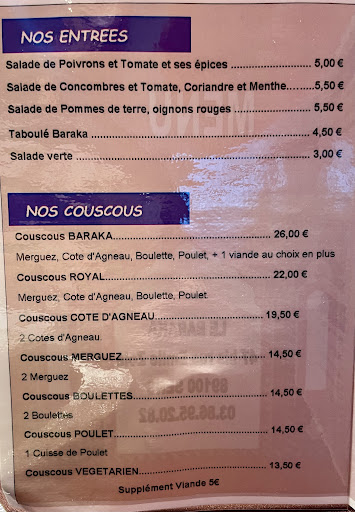 NOS ENTREES
Salade de Poivrons et Tomate et ses épices ........................ 5,00 €
Salade de Concombres et Tomate, Coriandre et Menthe.......5,50 €
Salade de Pommes de terre, oignons rouges ........................ 5,50 €
Taboulé Baraka ................................................................ 4,50 €
Salade verte .................................................................... 3,00 €
NOS COUSCOUS
Couscous BARAKA................................................ 26,00 €
Merguez, Cote d'Agneau, Boulette, Poulet, + 1 viande au choix en plus
Couscous ROYAL.................................................. 22,00 €
Merguez, Cote d'Agneau, Boulette, Poulet
Couscous COTE D'AGNEAU.................................19,50 €
2 Cotes d'Agneau
Couscous MERGUEZ...........................................14,50 €
2 Merguez
Couscous BOULETTES........................................14,50 €
2 Boulettes
Couscous POULET..............................................14,50 €
1 Cuisse de Poulet
Couscous VEGETARIEN......................................13,50 €
Supplément Viande 5€